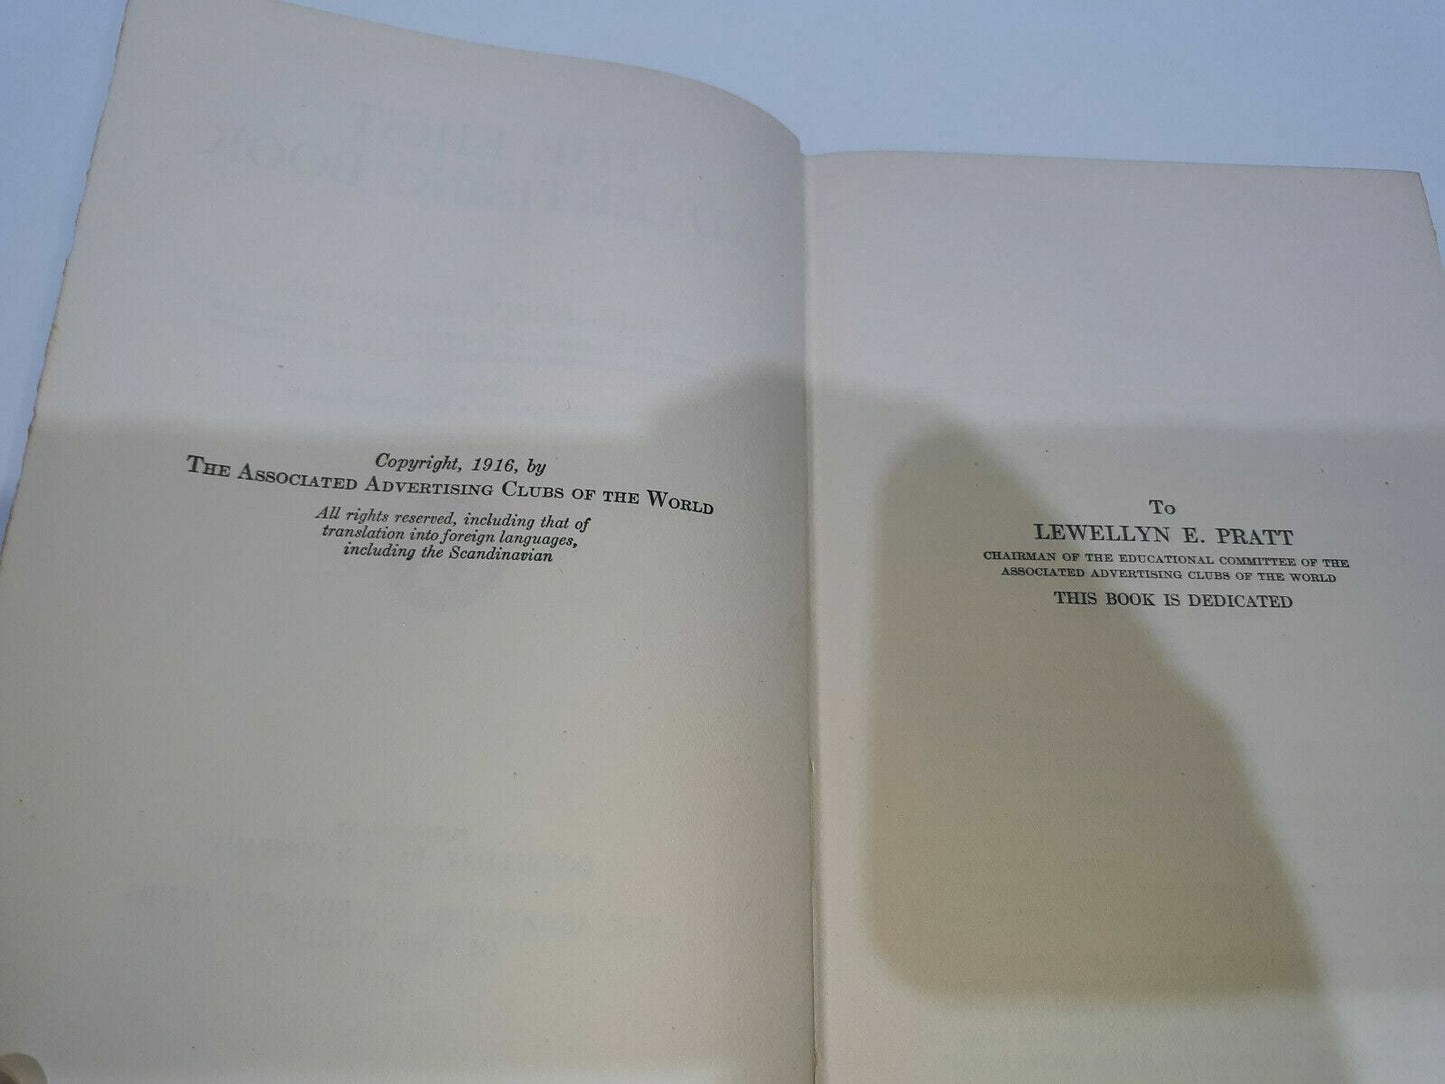 Copyright, 1916, by
THE ASSOCIATED ADVERTISING CLUBS OF THE WORLD
All rights reserved, including that of
translation into foreign languages,
including the Scandinavian
To
LEWELLYN E. PRATT
CHAIRMAN OF THE EDUCATIONAL COMMITTEE OF THE
ASSOCIATED ADVERTISING CLUBS OF THE WORLD
THIS BOOK IS DEDICATED